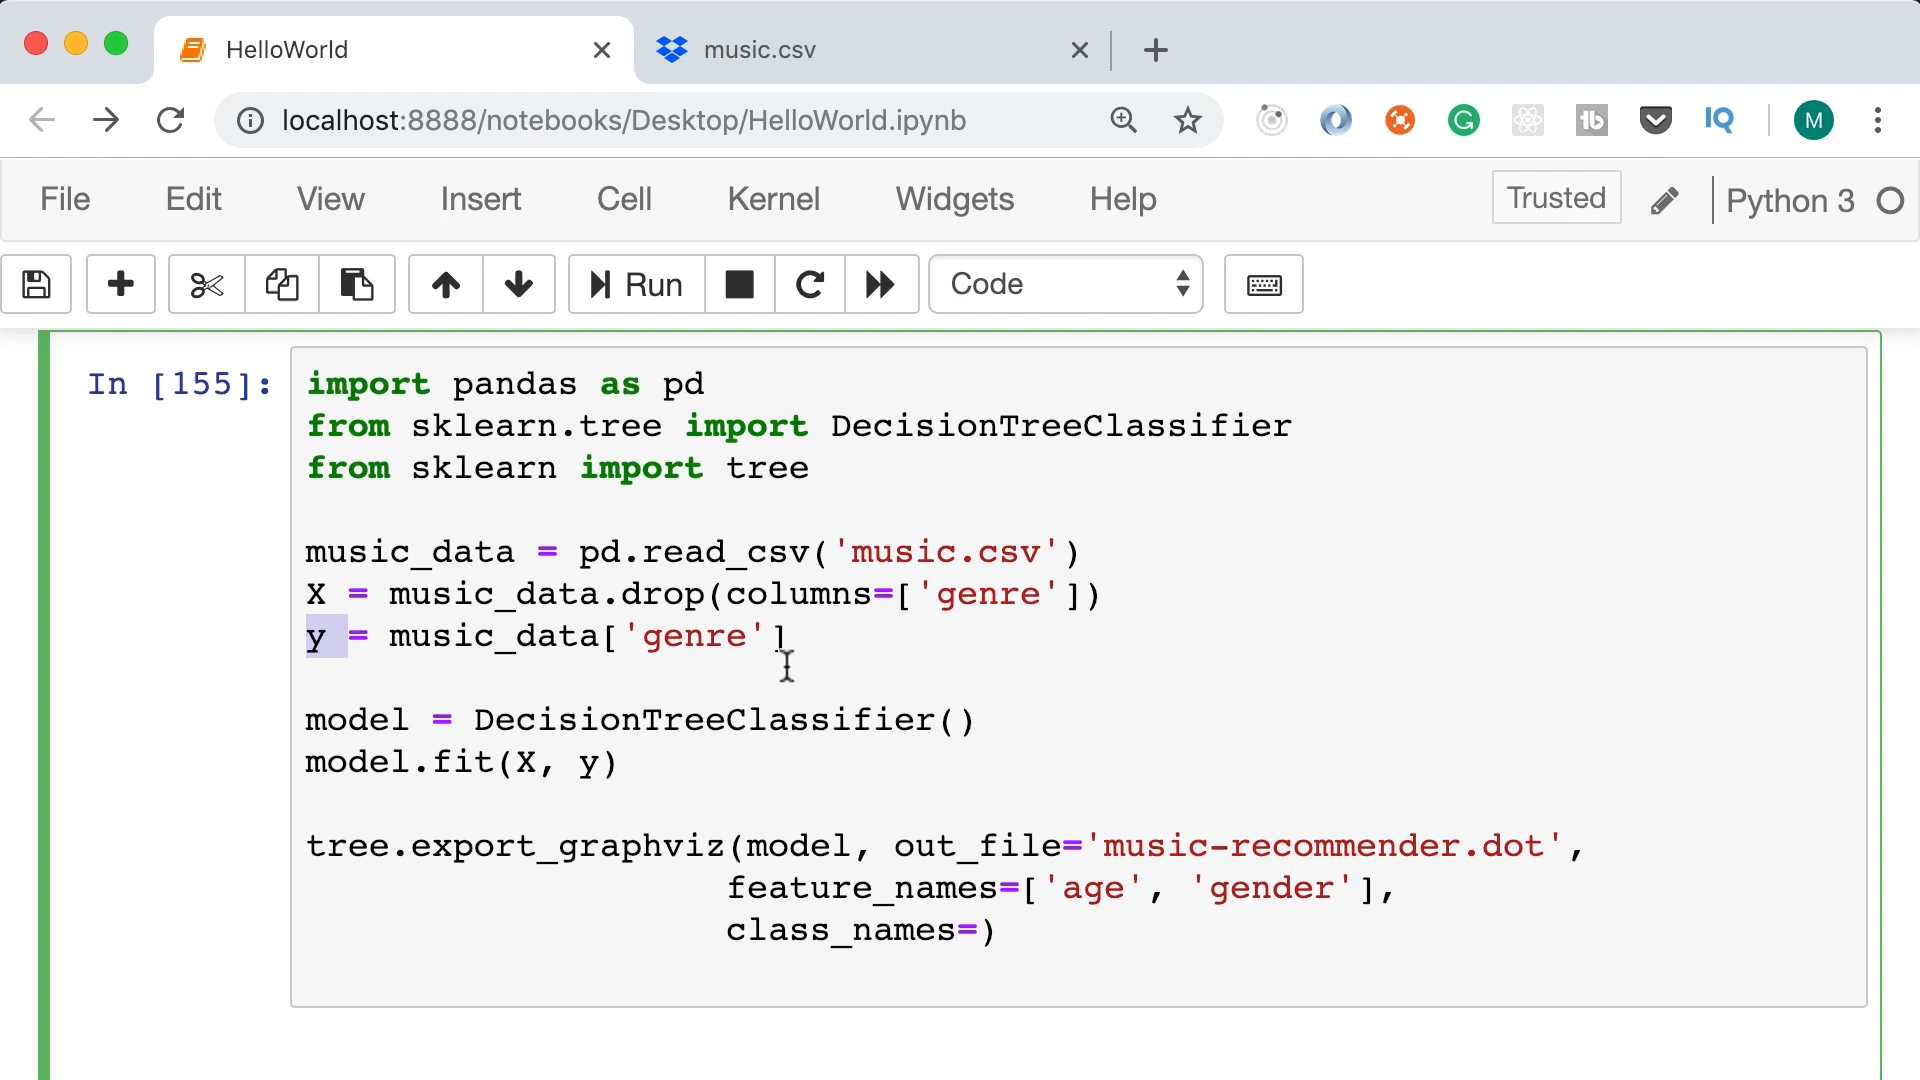 HelloWorld
music.csv
localhost:8888/notebooks/Desktop/HelloWorld.ipynb
G
tb
IQ
M
File Edit View Insert Cell Kernel Widgets Help
Trusted
Python 3
Run
Code
In [155]:
import pandas as pd
from sklearn.tree import DecisionTreeClassifier
from sklearn import tree
music_data = pd.read_csv('music.csv')
X = music_data.drop(columns=['genre'])
y = music_data['genre']
model = DecisionTreeClassifier()
model.fit(X, y)
tree.export_graphviz(model, out_file='music-recommender.dot',
feature_names=['age', 'gender'],
class_names=)